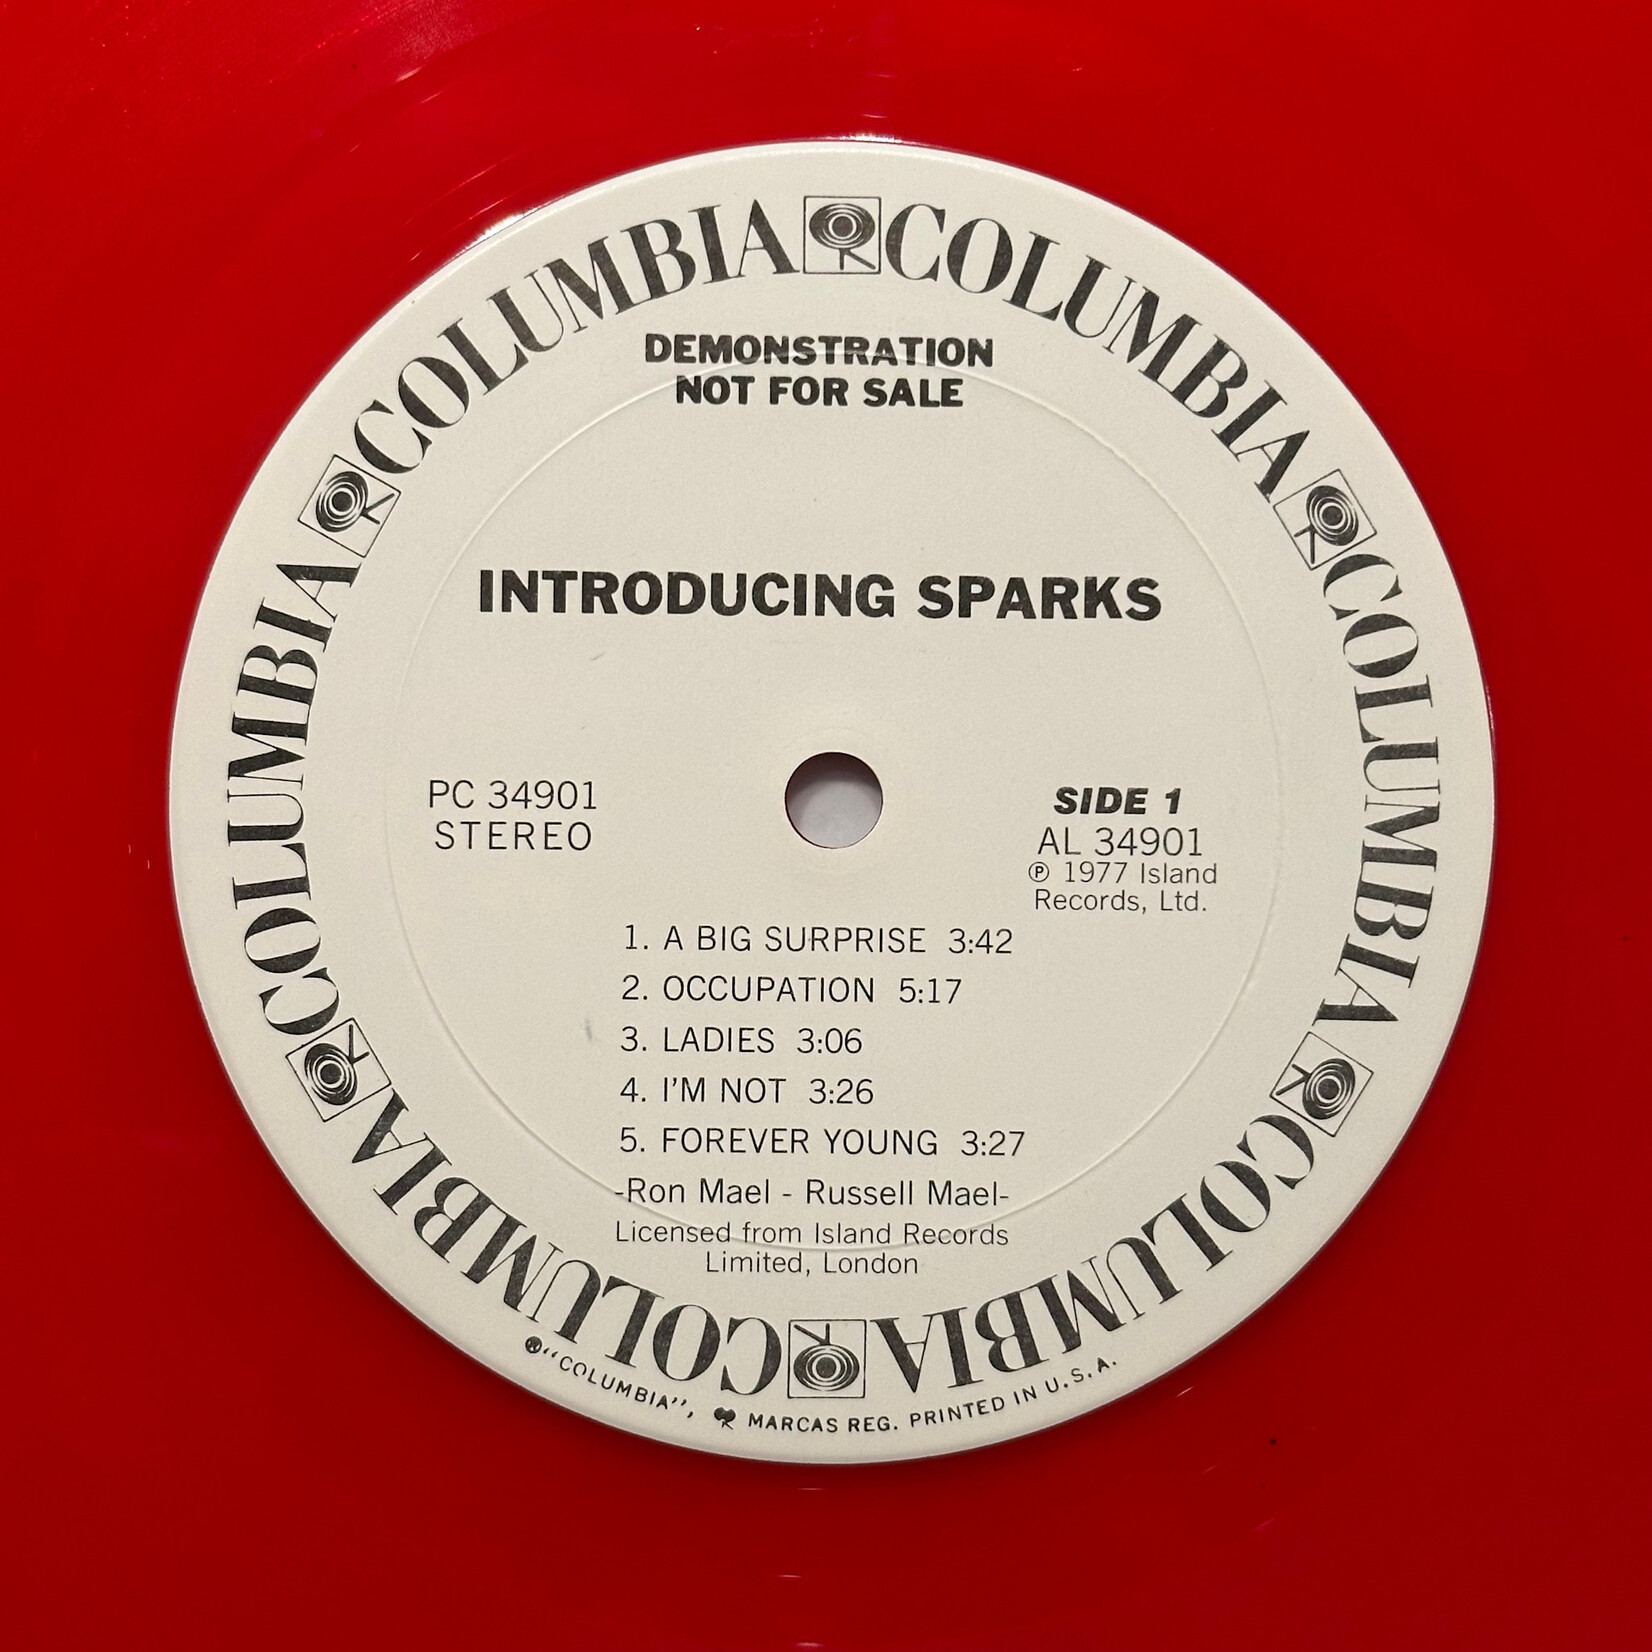 COLUMBIA COLUMBIA COLUMBIA COLUMBIA COLUMBIA COLUMBIA
DEMONSTRATION
NOT FOR SALE
INTRODUCING SPARKS
PC 34901
STEREO
SIDE 1
AL 34901
℗ 1977 Island
Records, Ltd.
1. A BIG SURPRISE 3:42
2. OCCUPATION 5:17
3. LADIES 3:06
4. I'M NOT 3:26
5. FOREVER YOUNG 3:27
-Ron Mael - Russell Mael-
Licensed from Island Records
Limited, London
"COLUMBIA", MARCAS REG. PRINTED IN U.S.A.